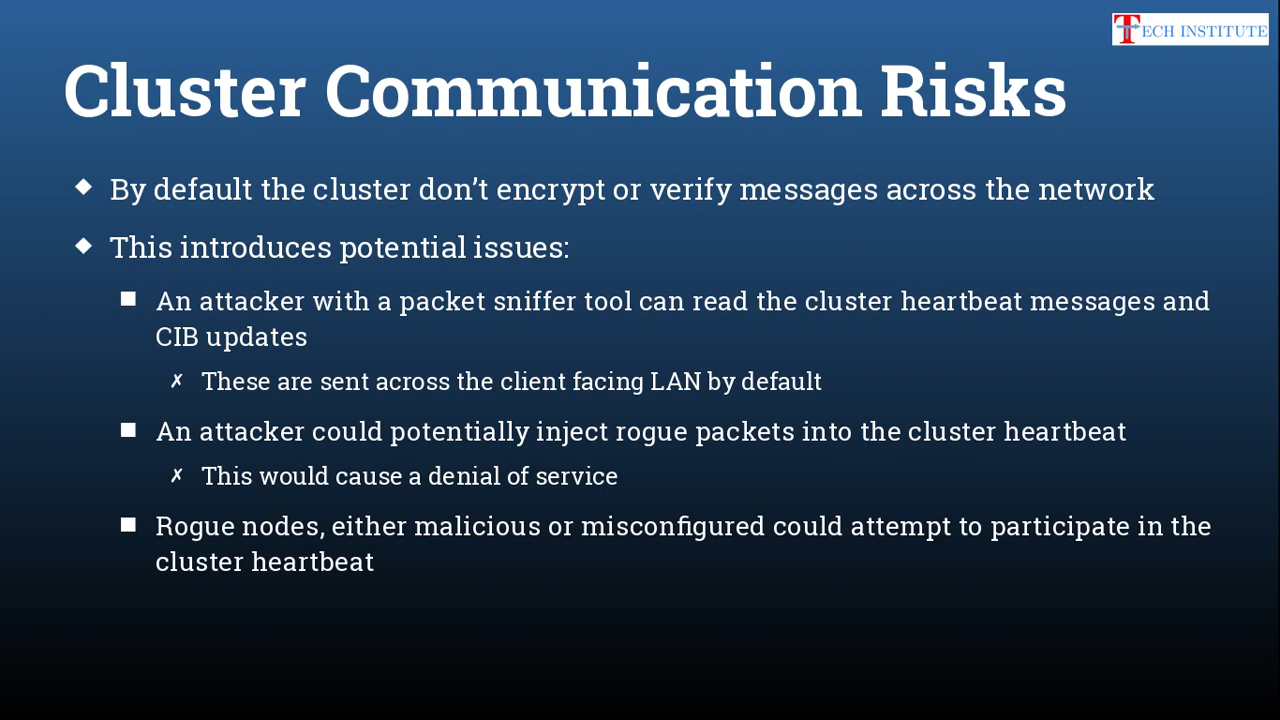 TECH INSTITUTE
Cluster Communication Risks
By default the cluster don’t encrypt or verify messages across the network
This introduces potential issues:
An attacker with a packet sniffer tool can read the cluster heartbeat messages and
CIB updates
These are sent across the client facing LAN by default
An attacker could potentially inject rogue packets into the cluster heartbeat
This would cause a denial of service
Rogue nodes, either malicious or misconfigured could attempt to participate in the
cluster heartbeat